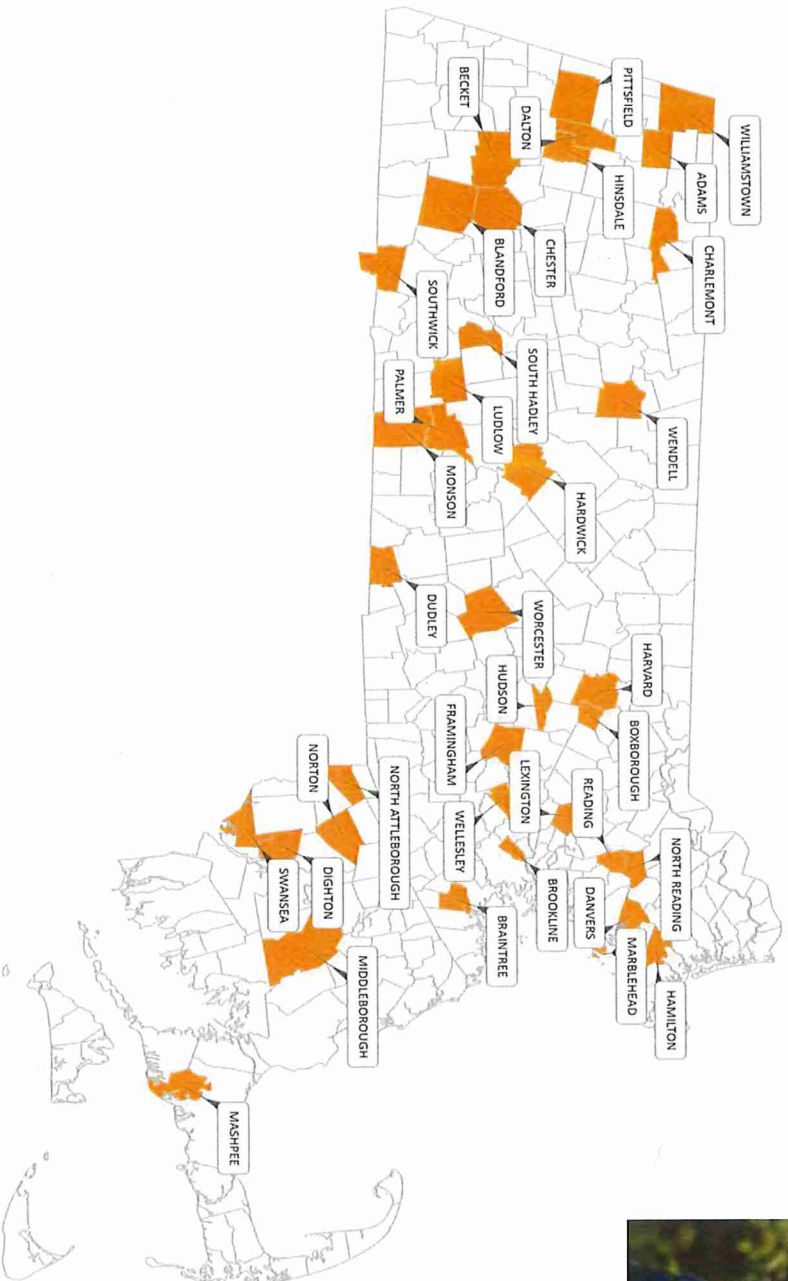 WILLIAMSTOWN
PITTSFIELD
ADAMS
CHARLEMONT
BECKET
DALTON
HINSDALE
CHESTER
BLANDFORD
SOUTHWICK
SOUTH HADLEY
LUDLOW
PALMER
MONSON
WENDELL
HARDWICK
DUDLEY
WORCESTER
HARVARD
BOXBOROUGH
HUDSON
FRAMINGHAM
LEXINGTON
READING
NORTH READING
WELLESLEY
BROOKLINE
DANVERS
MARBLEHEAD
HAMILTON
BRAINTREE
NORTON
NORTH ATTLEBOROUGH
DIGHTON
SWANSEA
MIDDLEBOROUGH
MASHPEE